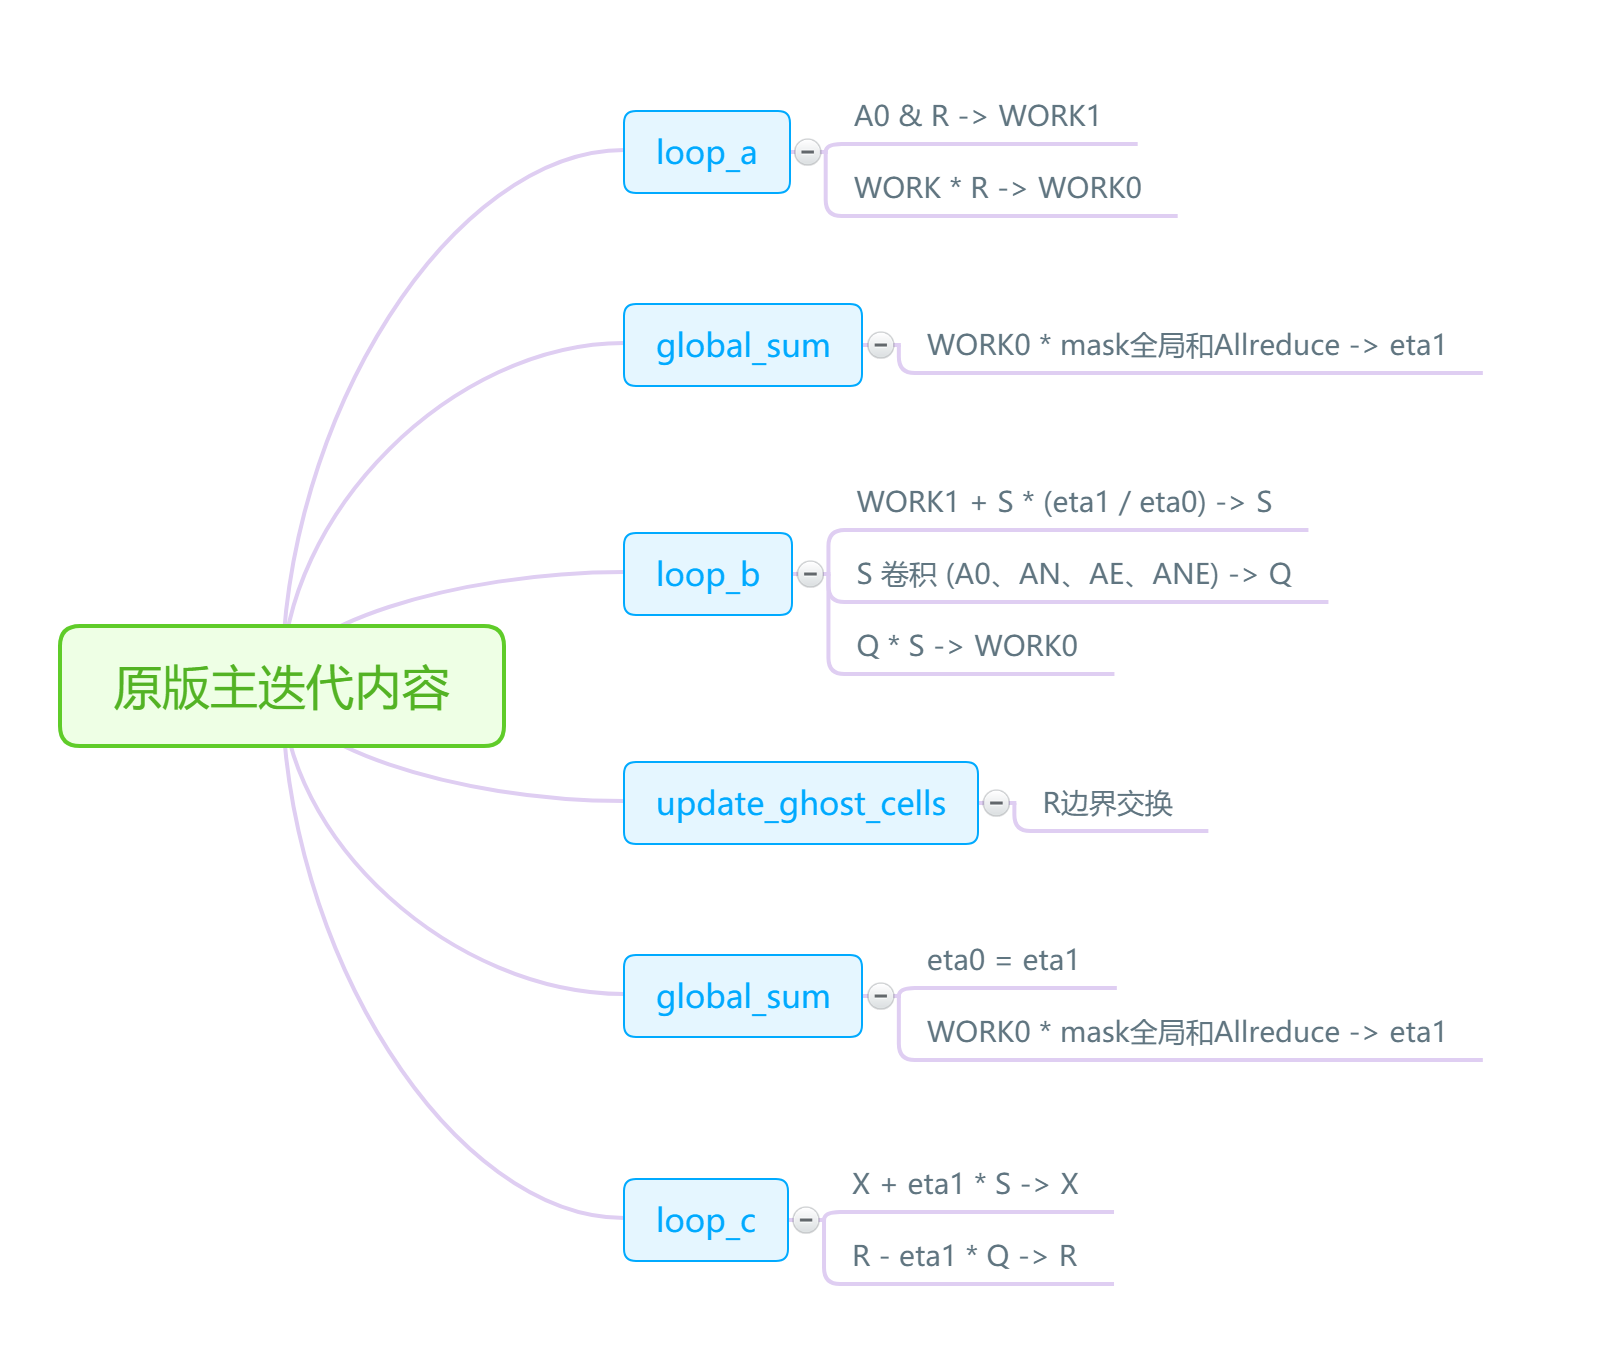 原版主迭代内容
loop_a
A0 & R -> WORK1
WORK * R -> WORK0
global_sum
WORK0 * mask全局和Allreduce -> eta1
loop_b
WORK1 + S * (eta1 / eta0) -> S
S 卷积 (A0、AN、AE、ANE) -> Q
Q * S -> WORK0
update_ghost_cells
R边界交换
global_sum
eta0 = eta1
WORK0 * mask全局和Allreduce -> eta1
loop_c
X + eta1 * S -> X
R - eta1 * Q -> R